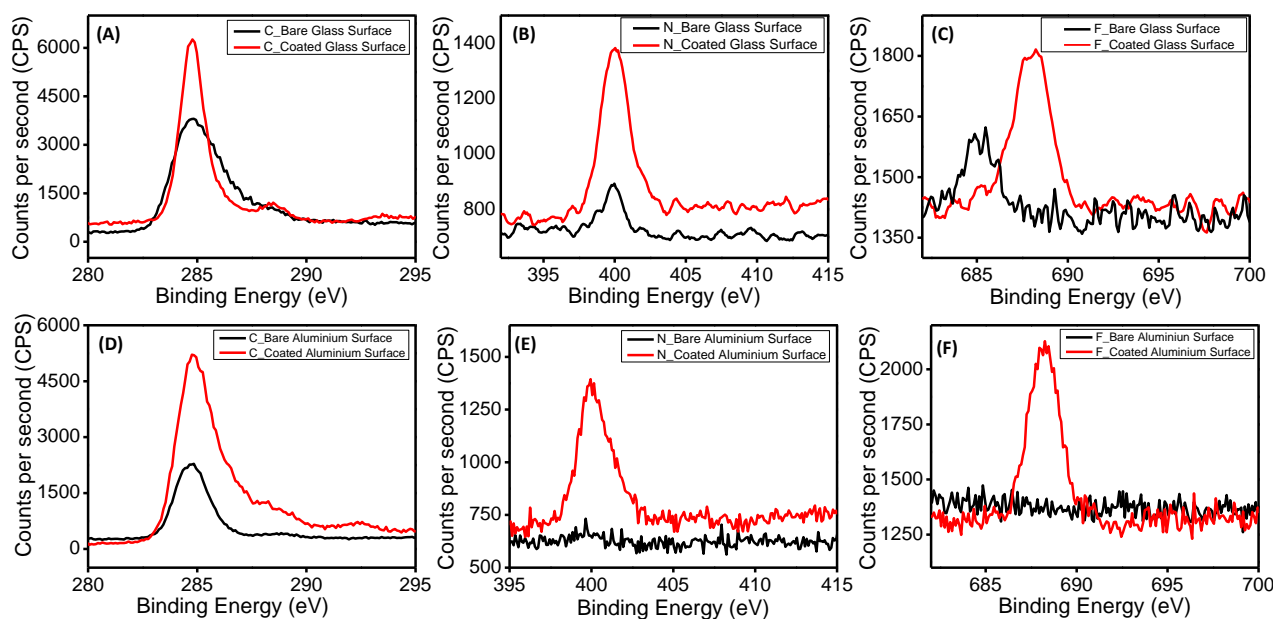 (A)
C_Bare Glass Surface
C_Coated Glass Surface
Counts per second (CPS)
6000
4500
3000
1500
0
280
285
290
295
Binding Energy (eV)
(B)
N_Bare Glass Surface
N_Coated Glass Surface
Counts per second (CPS)
1400
1200
1000
800
395
400
405
410
415
Binding Energy (eV)
(C)
F_Bare Glass Surface
F_Coated Glass Surface
Counts per second (CPS)
1800
1650
1500
1350
685
690
695
700
Binding Energy (eV)
(D)
C_Bare Aluminium Surface
C_Coated Aluminium Surface
Counts per second (CPS)
6000
4500
3000
1500
0
280
285
290
295
Binding Energy (eV)
(E)
N_Bare Aluminium Surface
N_Coated Aluminium Surface
Counts per second (CPS)
1500
1250
1000
750
500
395
400
405
410
415
Binding Energy (eV)
(F)
F_Bare Aluminium Surface
F_Coated Aluminium Surface
Counts per second (CPS)
2100
1800
1500
1250
685
690
695
700
Binding Energy (eV)